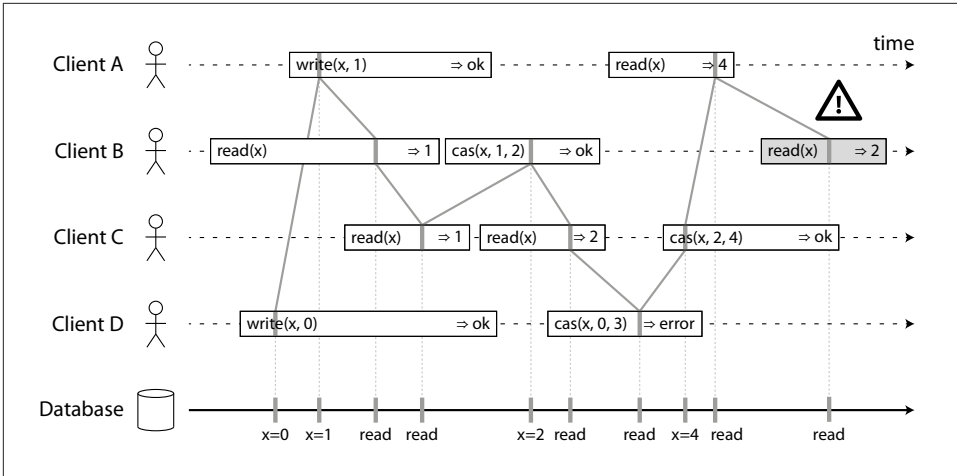 time
Client A write(x, 1) ⇒ ok read(x) ⇒ 4
!
Client B read(x) ⇒ 1 cas(x, 1, 2) ⇒ ok read(x) ⇒ 2
Client C read(x) ⇒ 1 read(x) ⇒ 2 cas(x, 2, 4) ⇒ ok
Client D write(x, 0) ⇒ ok cas(x, 0, 3) ⇒ error
Database
x=0 x=1 read read x=2 read read x=4 read read